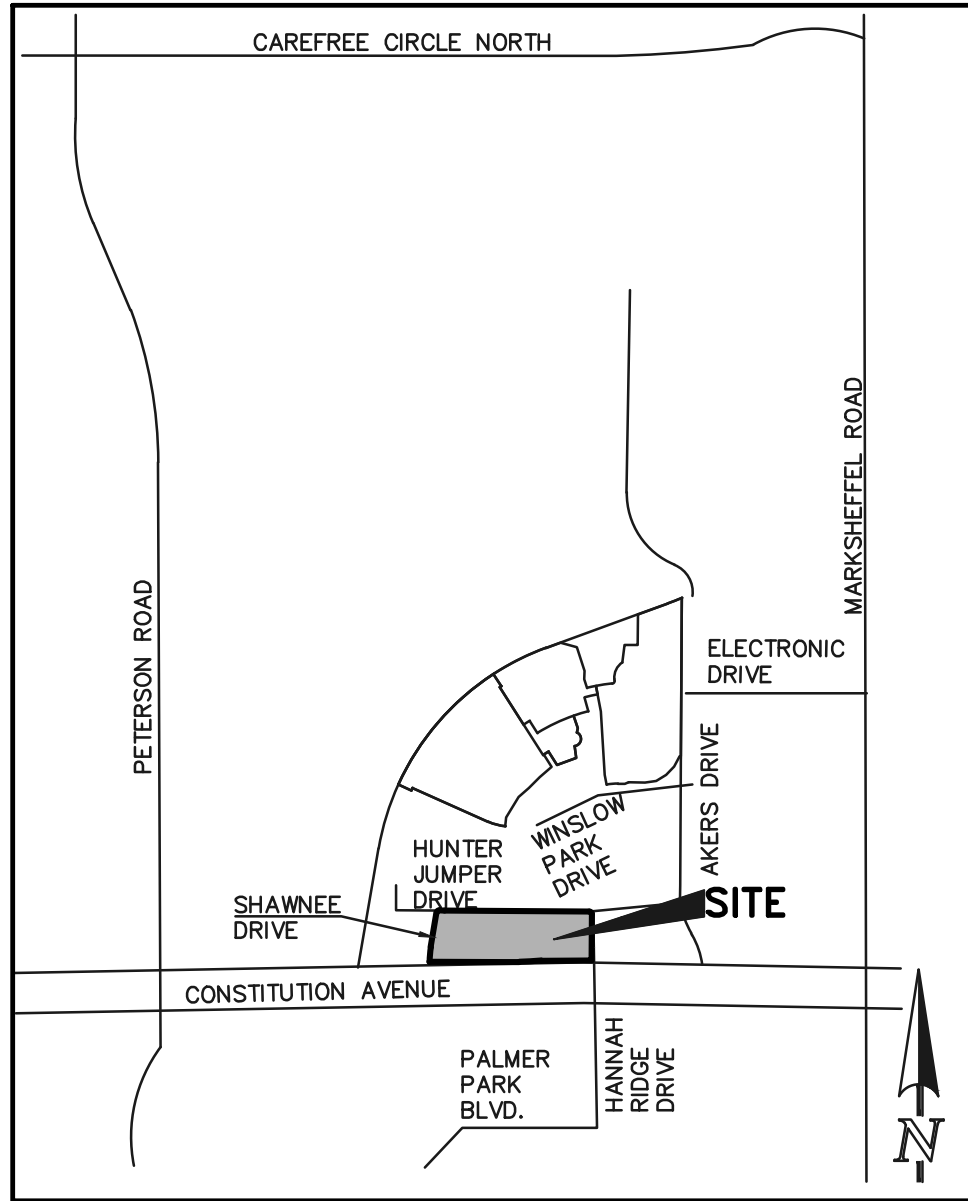 CAREFREE CIRCLE NORTH
MARKSHEFFEL ROAD
PETERSON ROAD
ELECTRONIC
DRIVE
AKERS DRIVE
WINSLOW
PARK
DRIVE
HUNTER
JUMPER
DRIVE
SHAWNEE
DRIVE
SITE
CONSTITUTION AVENUE
PALMER
PARK
BLVD.
HANNAH
RIDGE
DRIVE
N